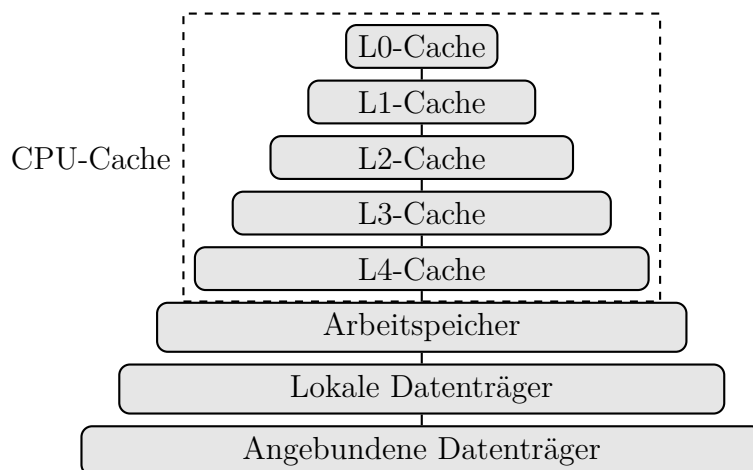 L0-Cache
L1-Cache
CPU-Cache
L2-Cache
L3-Cache
L4-Cache
Arbeitspeicher
Lokale Datenträger
Angebundene Datenträger